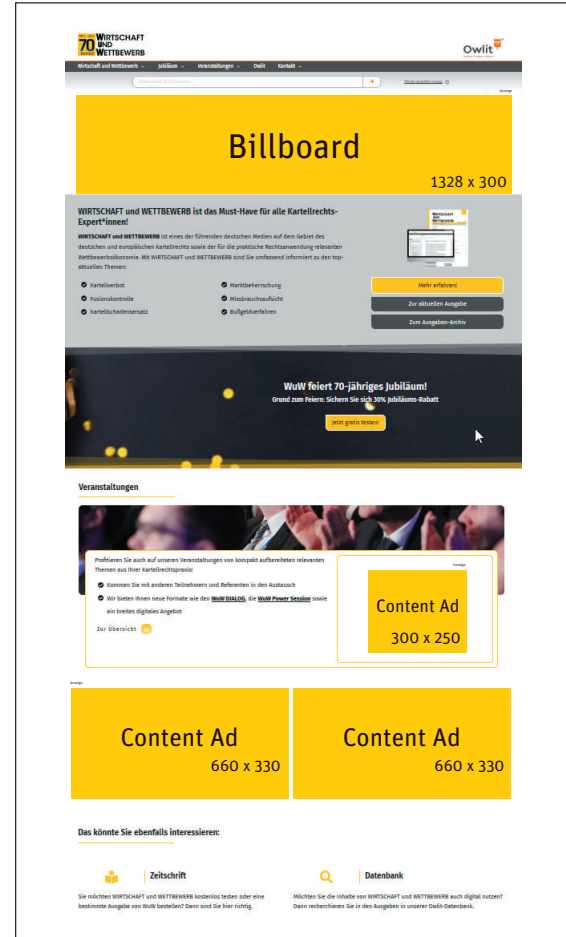 70 JAHRE
WIRTSCHAFT
UND
WETTBEWERB
Owlit
Wirtschaft und Wettbewerb Jubiläum Veranstaltungen Owlit Kontakt
Anzeige
Billboard
1328 x 300
WIRTSCHAFT und WETTBEWERB ist das Must-Have für alle Kartellrechts-
Expert*innen!
WIRTSCHAFT und WETTBEWERB ist eines der führenden deutschen Medien auf dem Gebiet des
deutschen und europäischen Kartellrechts sowie der für die praktische Rechtsanwendung relevanten
Wettbewerbsökonomie. Mit WIRTSCHAFT und WETTBEWERB sind Sie umfassend informiert zu den top-
aktuellen Themen:
Kartellverbot
Fusionskontrolle
Kartellschadensersatz
Marktbeherrschung
Missbrauchsaufsicht
Bußgeldverfahren
WIRTSCHAFT
UND
WETTBEWERB
Mehr erfahren!
Zur aktuellen Ausgabe
Zum Ausgaben-Archiv
WuW feiert 70-jähriges Jubiläum!
Grund zum Feiern: Sichern Sie sich 30% Jubiläums-Rabatt
Jetzt gratis testen!
Veranstaltungen
Profitieren Sie auch auf unseren Veranstaltungen von kompakt aufbereiteten relevanten
Themen aus Ihrer Kartellrechtspraxis!
Kommen Sie mit anderen Teilnehmern und Referenten in den Austausch
Wir bieten Ihnen neue Formate wie den WuW DIALOG, die WuW Power Session sowie
ein breites digitales Angebot
Zur Übersicht
Anzeige
Content Ad
300 x 250
Anzeige
Content Ad
660 x 330
Content Ad
660 x 330
Das könnte Sie ebenfalls interessieren:
Zeitschrift
Sie möchten WIRTSCHAFT und WETTBEWERB kostenlos testen oder eine
bestimmte Ausgabe von WuW bestellen? Dann sind Sie hier richtig.
Datenbank
Möchten Sie die Inhalte von WIRTSCHAFT und WETTBEWERB auch digital nutzen?
Dann recherchieren Sie in den Ausgaben in unserer Owlit-Datenbank.